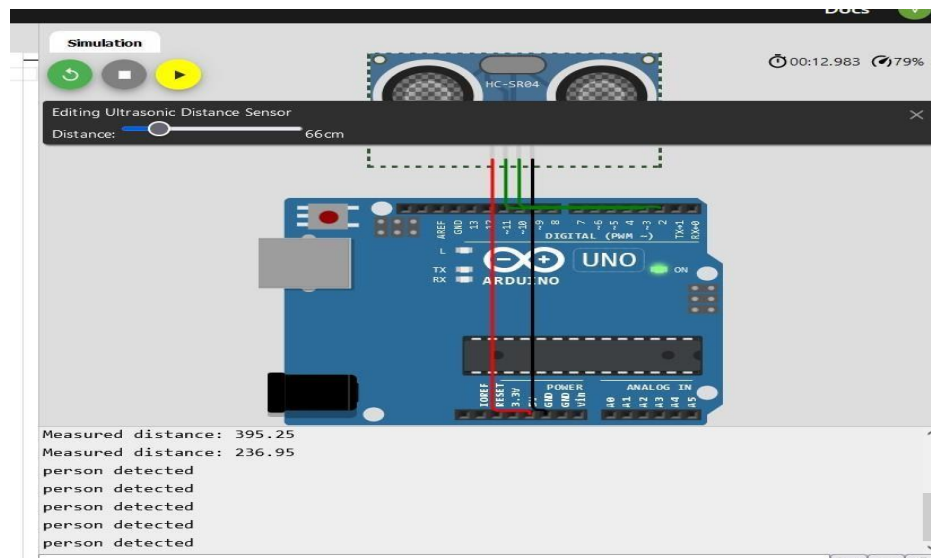 Docs
Simulation
00:12.983 79%
HC-SR04
Editing Ultrasonic Distance Sensor
Distance: 66cm
AREF
GND
13
12
~11
~10
~9
8
7
~6
~5
4
~3
2
TX→1
RX←0
DIGITAL (PWM ~)
L
TX
RX
UNO
ON
ARDUINO
IOREF
RESET
3.3V
5V
GND
GND
Vin
POWER
ANALOG IN
A0
A1
A2
A3
A4
A5
Measured distance: 395.25
Measured distance: 236.95
person detected
person detected
person detected
person detected
person detected